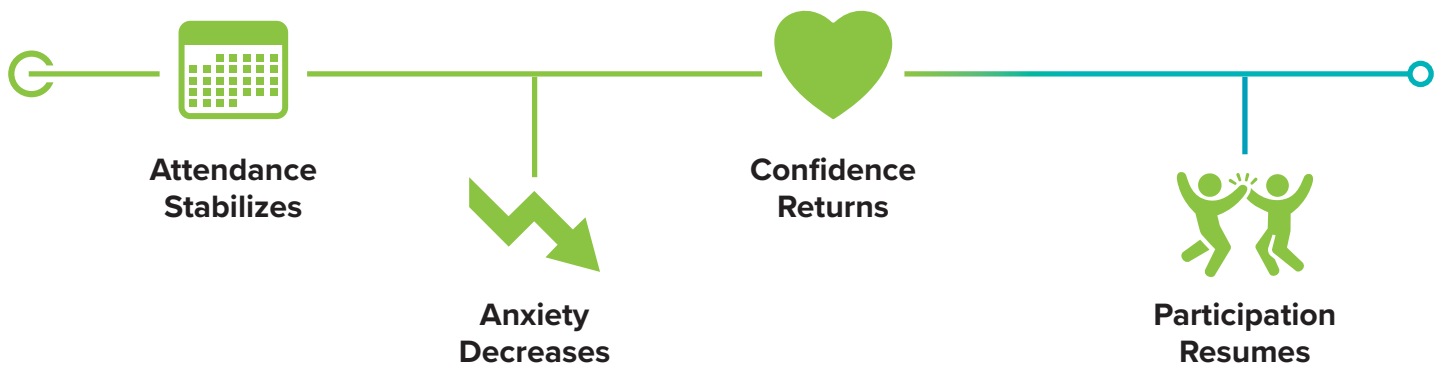 Attendance
Stabilizes
Anxiety
Decreases
Confidence
Returns
Participation
Resumes